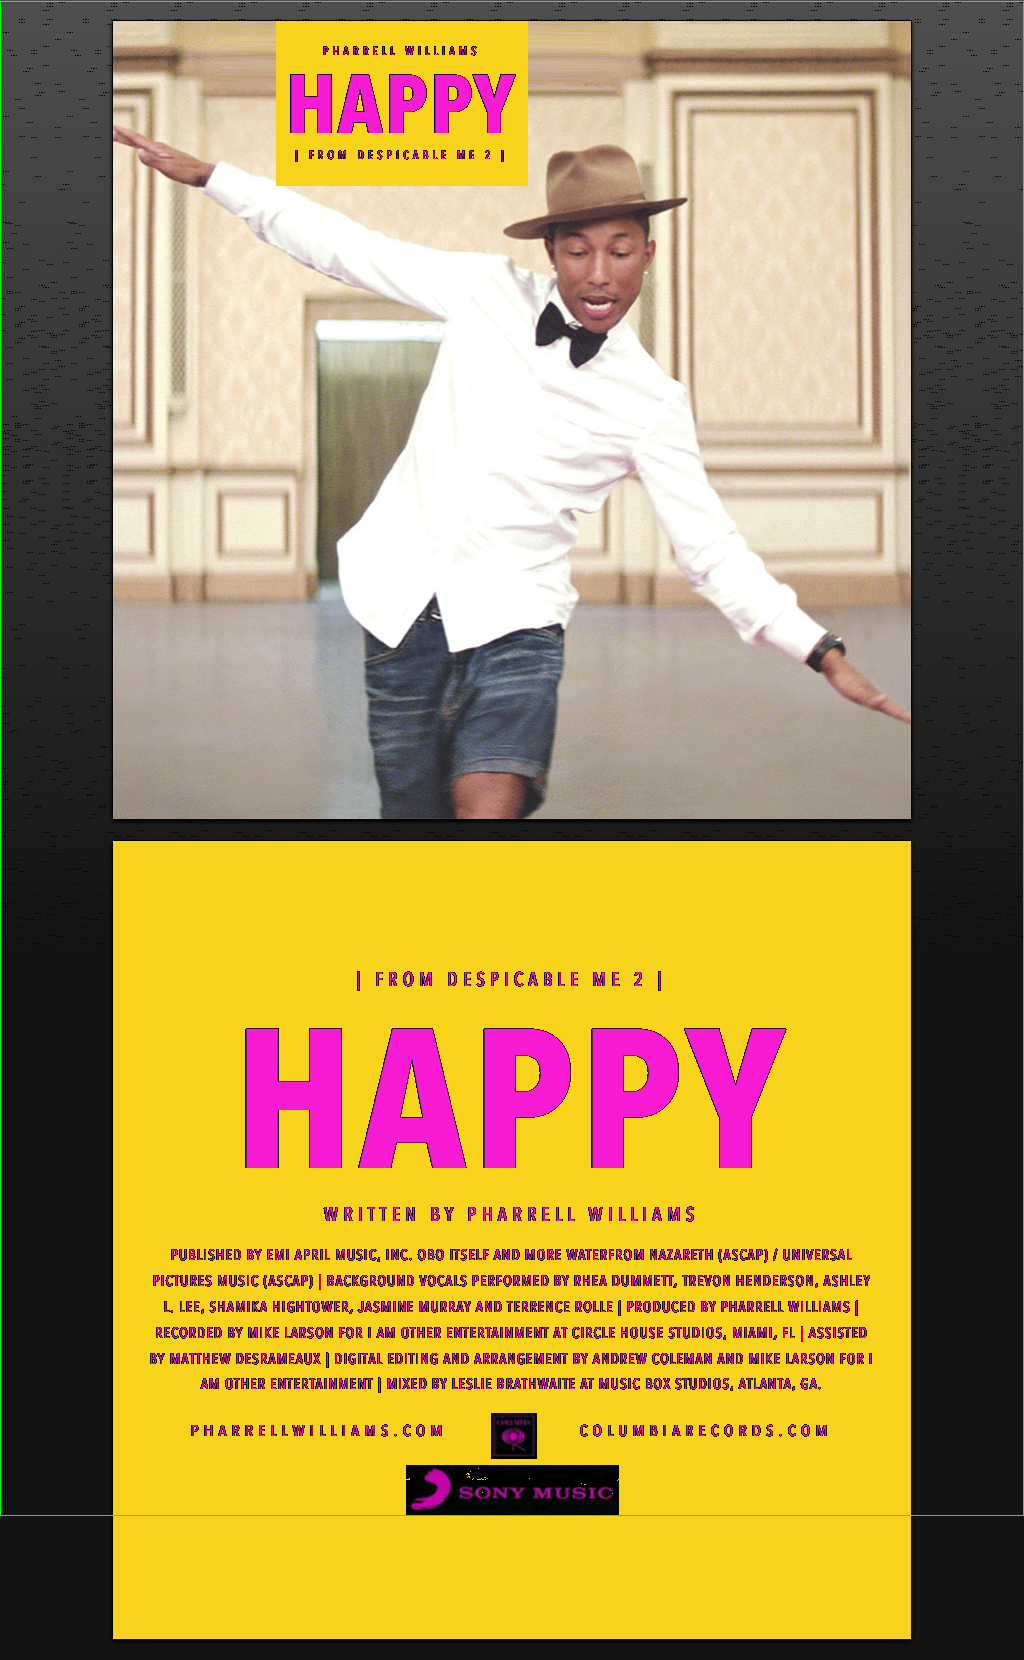 PHARRELL WILLIAMS
HAPPY
| FROM DESPICABLE ME 2 |
| FROM DESPICABLE ME 2 |
HAPPY
WRITTEN BY PHARRELL WILLIAMS
PUBLISHED BY EMI APRIL MUSIC, INC. OBO ITSELF AND MORE WATERFROM NAZARETH (ASCAP) / UNIVERSAL
PICTURES MUSIC (ASCAP) | BACKGROUND VOCALS PERFORMED BY RHEA DUMMETT, TREVON HENDERSON, ASHLEY
L. LEE, SHAMIKA HIGHTOWER, JASMINE MURRAY AND TERRENCE ROLLE | PRODUCED BY PHARRELL WILLIAMS |
RECORDED BY MIKE LARSON FOR I AM OTHER ENTERTAINMENT AT CIRCLE HOUSE STUDIOS, MIAMI, FL | ASSISTED
BY MATTHEW DESRAMEAUX | DIGITAL EDITING AND ARRANGEMENT BY ANDREW COLEMAN AND MIKE LARSON FOR I
AM OTHER ENTERTAINMENT | MIXED BY LESLIE BRATHWAITE AT MUSIC BOX STUDIOS, ATLANTA, GA.
PHARRELLWILLIAMS.COM
COLUMBIA
COLUMBIARECORDS.COM
SONY MUSIC